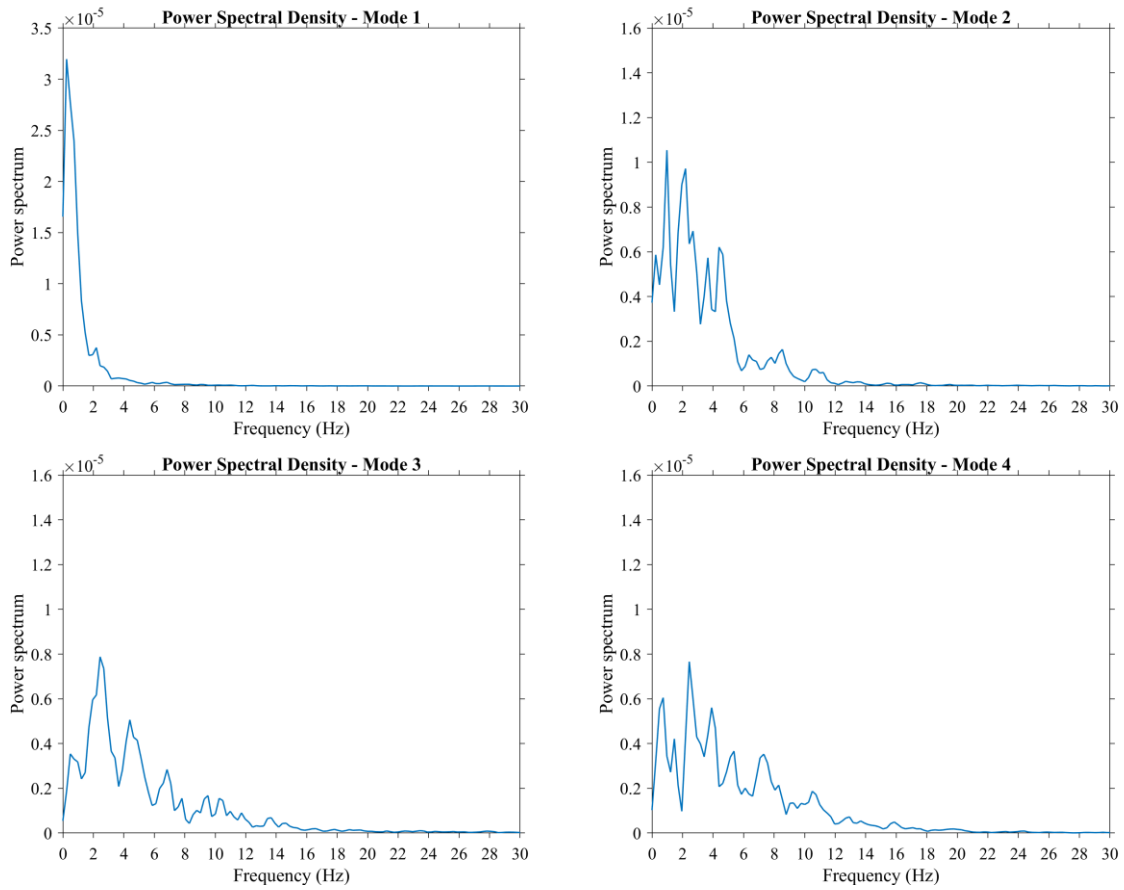 Power Spectral Density - Mode 1
×10-5
3.5
3
2.5
2
1.5
1
0.5
0
Power spectrum
0 2 4 6 8 10 12 14 16 18 20 22 24 26 28 30
Frequency (Hz)
Power Spectral Density - Mode 2
×10-5
1.6
1.4
1.2
1
0.8
0.6
0.4
0.2
0
Power spectrum
0 2 4 6 8 10 12 14 16 18 20 22 24 26 28 30
Frequency (Hz)
Power Spectral Density - Mode 3
×10-5
1.6
1.4
1.2
1
0.8
0.6
0.4
0.2
0
Power spectrum
0 2 4 6 8 10 12 14 16 18 20 22 24 26 28 30
Frequency (Hz)
Power Spectral Density - Mode 4
×10-5
1.6
1.4
1.2
1
0.8
0.6
0.4
0.2
0
Power spectrum
0 2 4 6 8 10 12 14 16 18 20 22 24 26 28 30
Frequency (Hz)